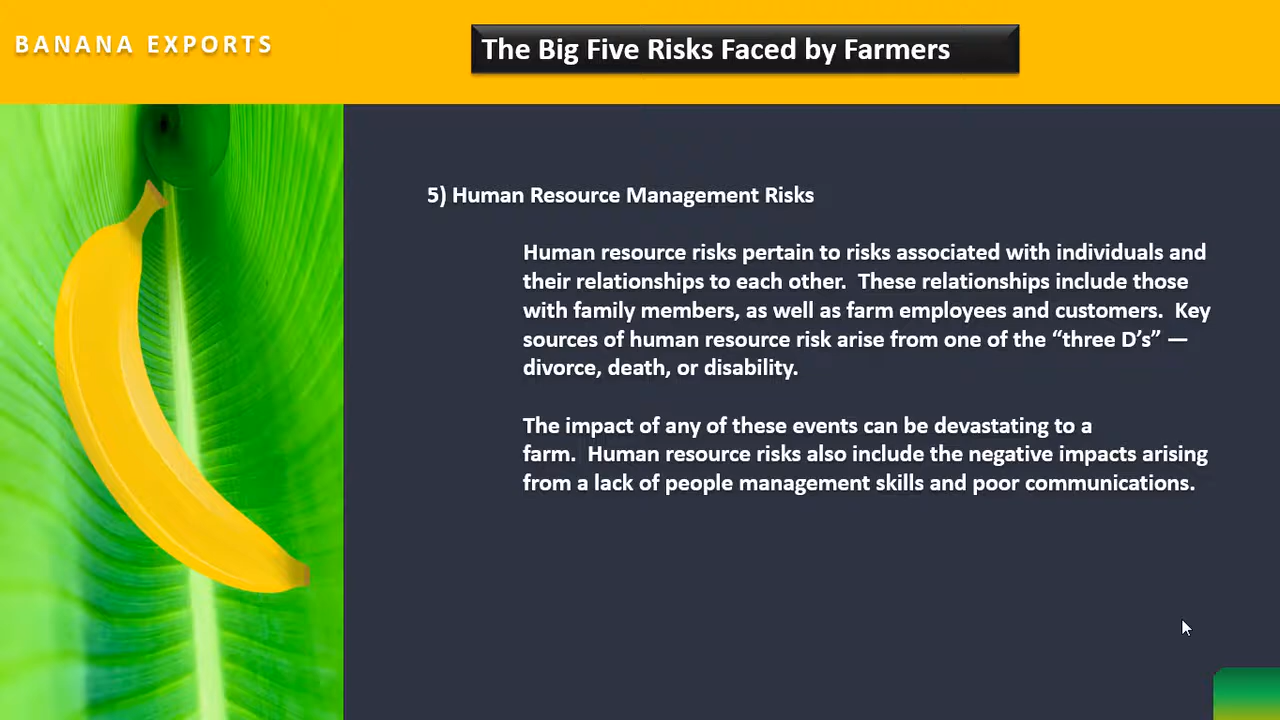 BANANA EXPORTS
The Big Five Risks Faced by Farmers
5) Human Resource Management Risks
Human resource risks pertain to risks associated with individuals and
their relationships to each other.  These relationships include those
with family members, as well as farm employees and customers.  Key
sources of human resource risk arise from one of the “three D’s” —
divorce, death, or disability.
The impact of any of these events can be devastating to a
farm.  Human resource risks also include the negative impacts arising
from a lack of people management skills and poor communications.